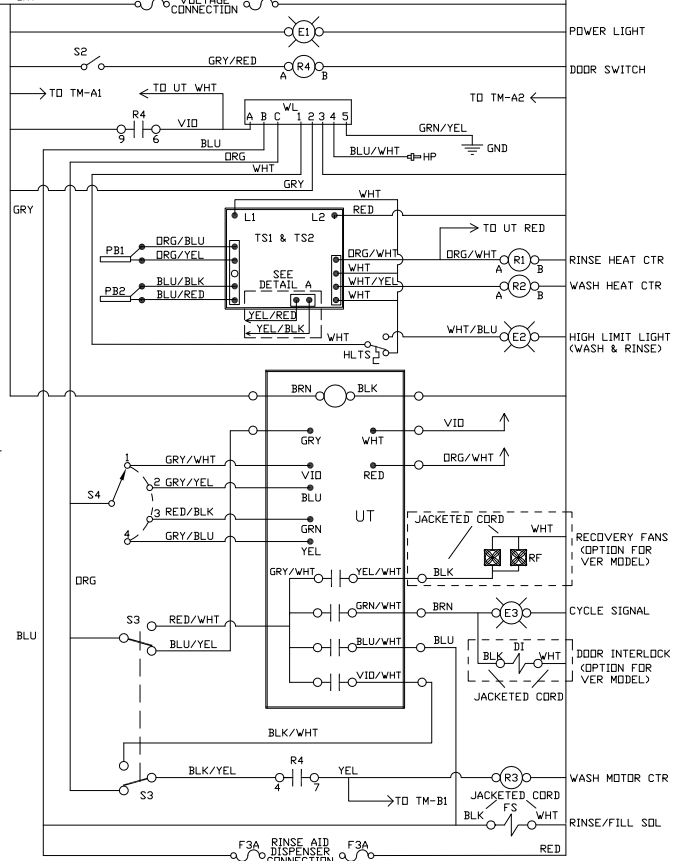 VOLTAGE
CONNECTION
E1
POWER LIGHT
S2
GRY/RED
A R4 B
DOOR SWITCH
TO TM-A1
TO UT WHT
TO TM-A2
WL
R4
VIO
A B C 1 2 3 4 5
9 6
GRN/YEL
BLU
GND
ORG
BLU/WHT
HP
WHT
GRY
WHT
GRY
RED
L1 L2
TO UT RED
TS1 & TS2
ORG/BLU
PB1
ORG/YEL
ORG/WHT
ORG/WHT
A R1 B
RINSE HEAT CTR
WHT
SEE
DETAIL A
BLU/BLK
PB2
BLU/RED
WHT/YEL
WHT
A R2 B
WASH HEAT CTR
YEL/RED
YEL/BLK
WHT
WHT/BLU
E2
HIGH LIMIT LIGHT
(WASH & RINSE)
HLTS
BRN BLK
VIO
GRY WHT
1
GRY/WHT
ORG/WHT
VIO RED
2 GRY/YEL
BLU
S4
3 RED/BLK
GRN
UT
4
GRY/BLU
YEL
JACKETED CORD
WHT
RF
RECOVERY FANS
(OPTION FOR
VER MODEL)
GRY/WHT
YEL/WHT
BLK
ORG
GRN/WHT
BRN
E3
CYCLE SIGNAL
S3
RED/WHT
BLU
BLU/YEL
BLU/WHT
BLU
DI
BLK WHT
DOOR INTERLOCK
(OPTION FOR
VER MODEL)
VIO/WHT
JACKETED CORD
BLK/WHT
BLK/YEL
R4
4 7
YEL
R3
WASH MOTOR CTR
S3
TO TM-B1
JACKETED CORD
FS
BLK WHT
RINSE/FILL SOL
F3A RINSE AID F3A
DISPENSER
CONNECTION
RED